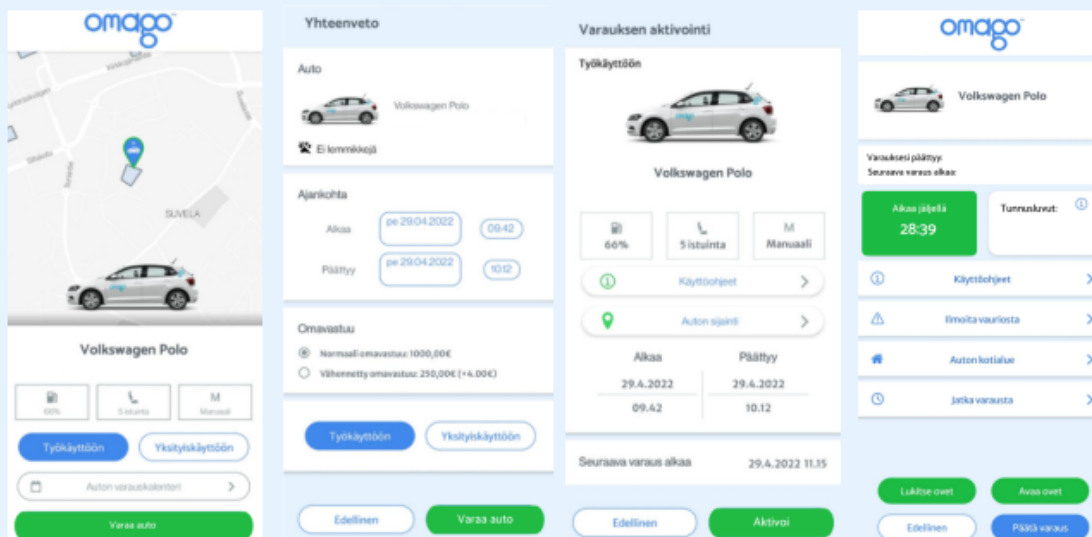 omago
SUVELA
Volkswagen Polo
66%
5 istuinta
M
Manuaali
Työkäyttöön
Yksityiskäyttöön
Auton varauskalenteri
Varaa auto
Yhteenveto
Auto
Volkswagen Polo
Ei lemmikkejä
Ajankohta
Alkaa
pe 29.04.2022
09.42
Päättyy
pe 29.04.2022
10.12
Omavastuu
Normaali omavastuu: 1000,00€
Vähennetty omavastuu: 250,00€ (+4.00€)
Työkäyttöön
Yksityiskäyttöön
Edellinen
Varaa auto
Varauksen aktivointi
Työkäyttöön
Volkswagen Polo
66%
5 istuinta
M
Manuaali
Käyttöohjeet
Auton sijainti
Alkaa Päättyy
29.4.2022 29.4.2022
09.42 10.12
Seuraava varaus alkaa 29.4.2022 11.15
Edellinen
Aktivoi
omago
Volkswagen Polo
Varauksesi päättyy:
Seuraava varaus alkaa:
Aikaa jäljellä
28:39
Tunnusluvut:
Käyttöohjeet
Ilmoita vauriosta
Auton kotialue
Jatka varausta
Lukitse ovet
Avaa ovet
Edellinen
Päätä varaus